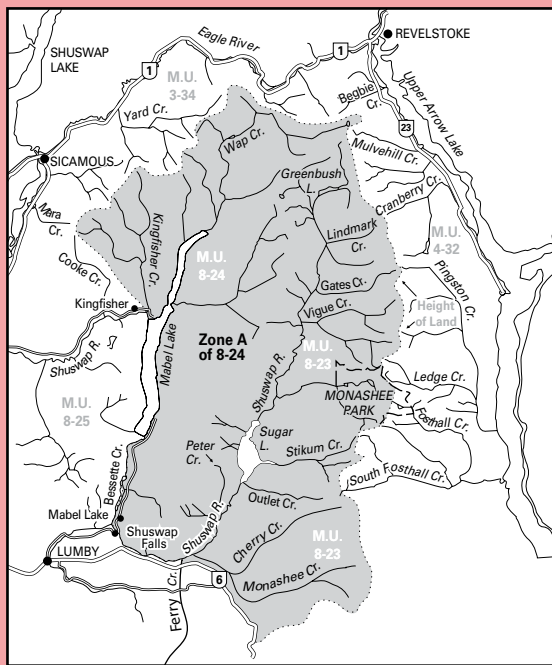 REVELSTOKE
SHUSWAP
LAKE
Eagle River
1
1
M.U.
3-34
Yard Cr.
Begbie
Cr.
Upper Arrow Lake
23
Wap Cr.
Mulvehill Cr.
SICAMOUS
Greenbush
L.
Cranberry Cr.
Mara
Cr.
Kingfisher Cr.
Lindmark
Cr.
M.U.
4-32
M.U.
8-24
Cooke Cr.
Gates Cr.
Pingston Cr.
Kingfisher
Vigue Cr.
Height
of Land
Zone A
of 8-24
M.U.
8-23
Shuswap R.
Mabel Lake
Shuswap R.
Ledge Cr.
MONASHEE
PARK
M.U.
8-25
Fosthall Cr.
Sugar
L.
Peter
Cr.
Stikum Cr.
South Fosthall Cr.
Bessette Cr.
Outlet Cr.
Mabel Lake
Shuswap R.
Shuswap
Falls
Cherry Cr.
M.U.
8-23
LUMBY
6
Monashee Cr.
Ferry Cr.